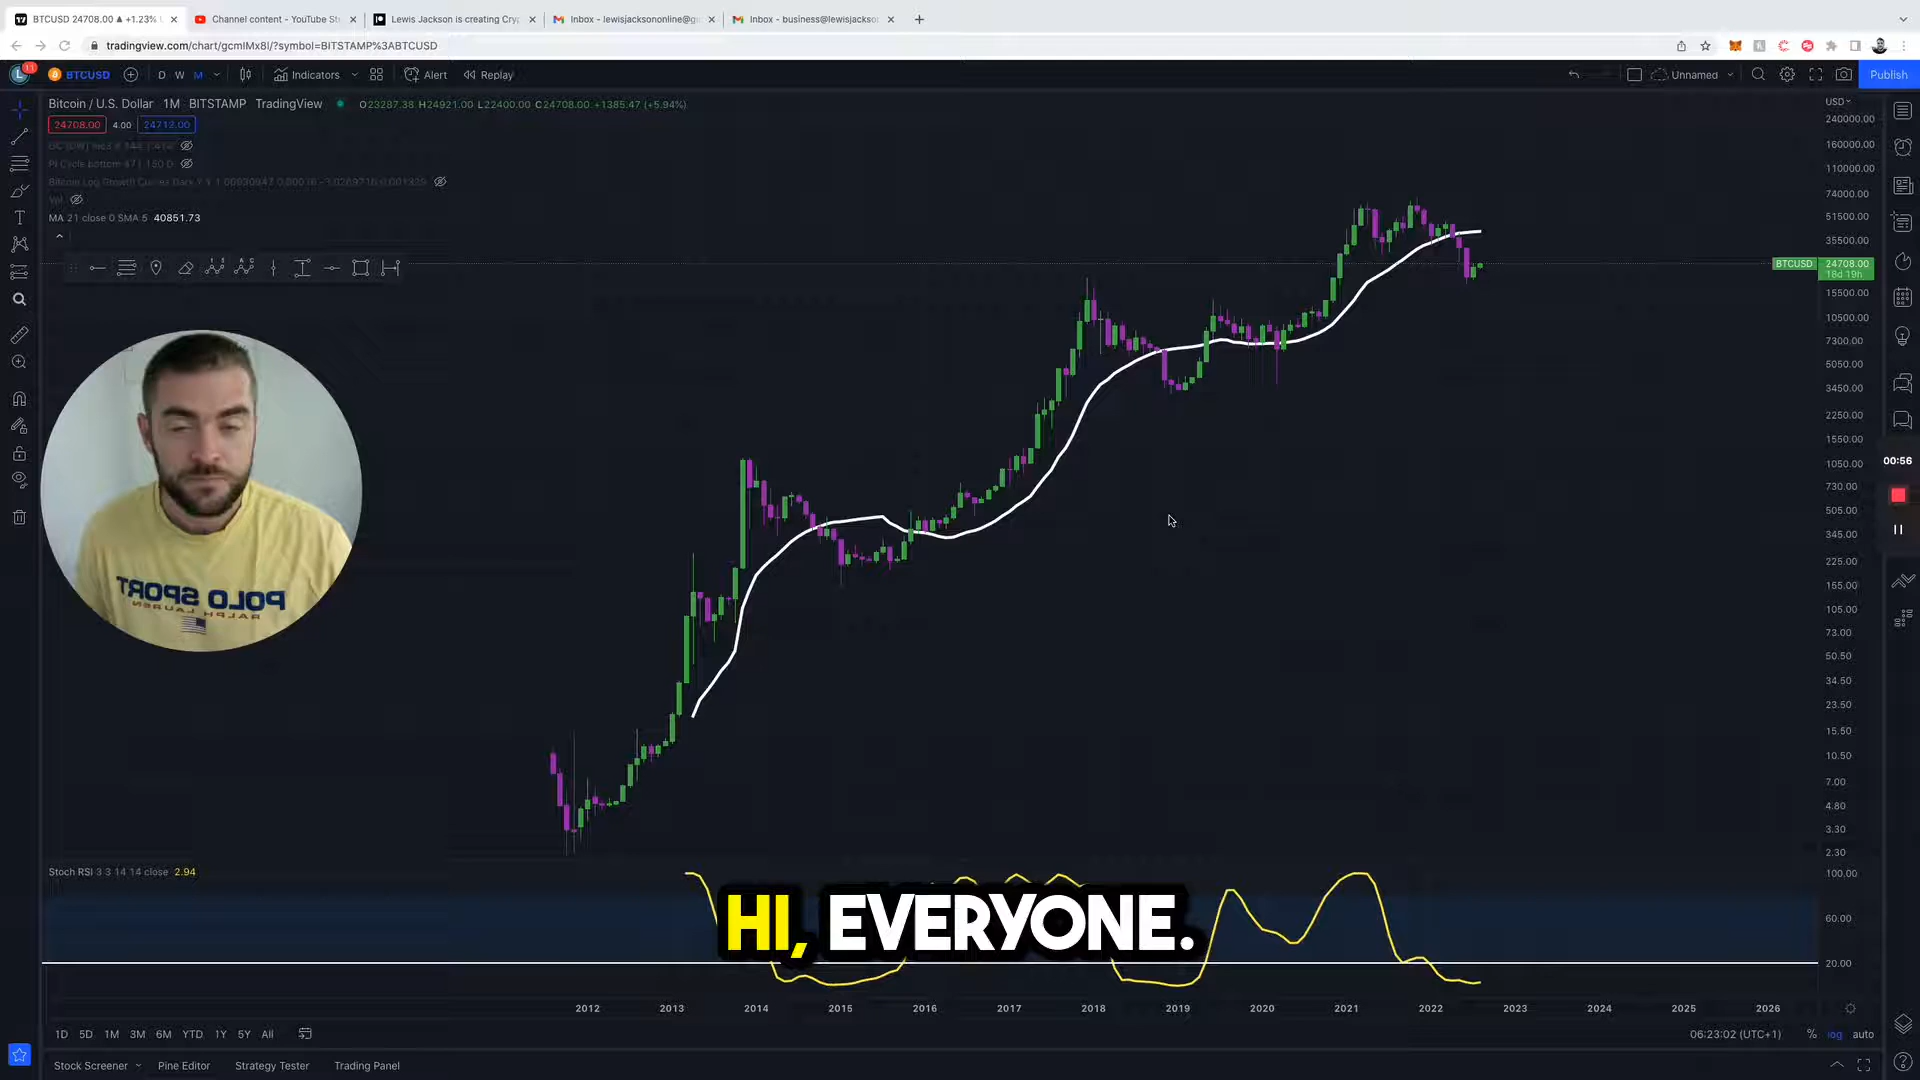 BTCUSD 24708.00 ▲ +1.23%
Channel content - YouTube St
Lewis Jackson is creating Cry
Inbox - lewisjacksononline@g
Inbox - business@lewisjackso
tradingview.com/chart/gcmIMx8I/?symbol=BITSTAMP%3ABTCUSD
L 11 BTCUSD D W M Indicators Alert Replay Unnamed Publish
Bitcoin / U.S. Dollar 1M BITSTAMP TradingView O23287.38 H24921.00 L22400.00 C24708.00 +1385.47 (+5.94%)
24708.00 4.00 24712.00
Vol
MA 21 close 0 SMA 5 40851.73
USD
240000.00
160000.00
110000.00
74000.00
51500.00
35500.00
BTCUSD 24708.00
18d 19h
15500.00
10500.00
7300.00
5050.00
3450.00
2250.00
1550.00
1050.00
730.00
505.00
345.00
225.00
155.00
105.00
73.00
50.50
34.50
23.50
15.50
10.50
7.00
4.80
3.30
2.30
00:56
POLO SPORT
RALPH LAUREN
Stoch RSI 3 3 14 14 close 2.94
100.00
60.00
20.00
HI, EVERYONE.
2012 2013 2014 2015 2016 2017 2018 2019 2020 2021 2022 2023 2024 2025 2026
1D 5D 1M 3M 6M YTD 1Y 5Y All
06:23:02 (UTC+1) % log auto
Stock Screener Pine Editor Strategy Tester Trading Panel